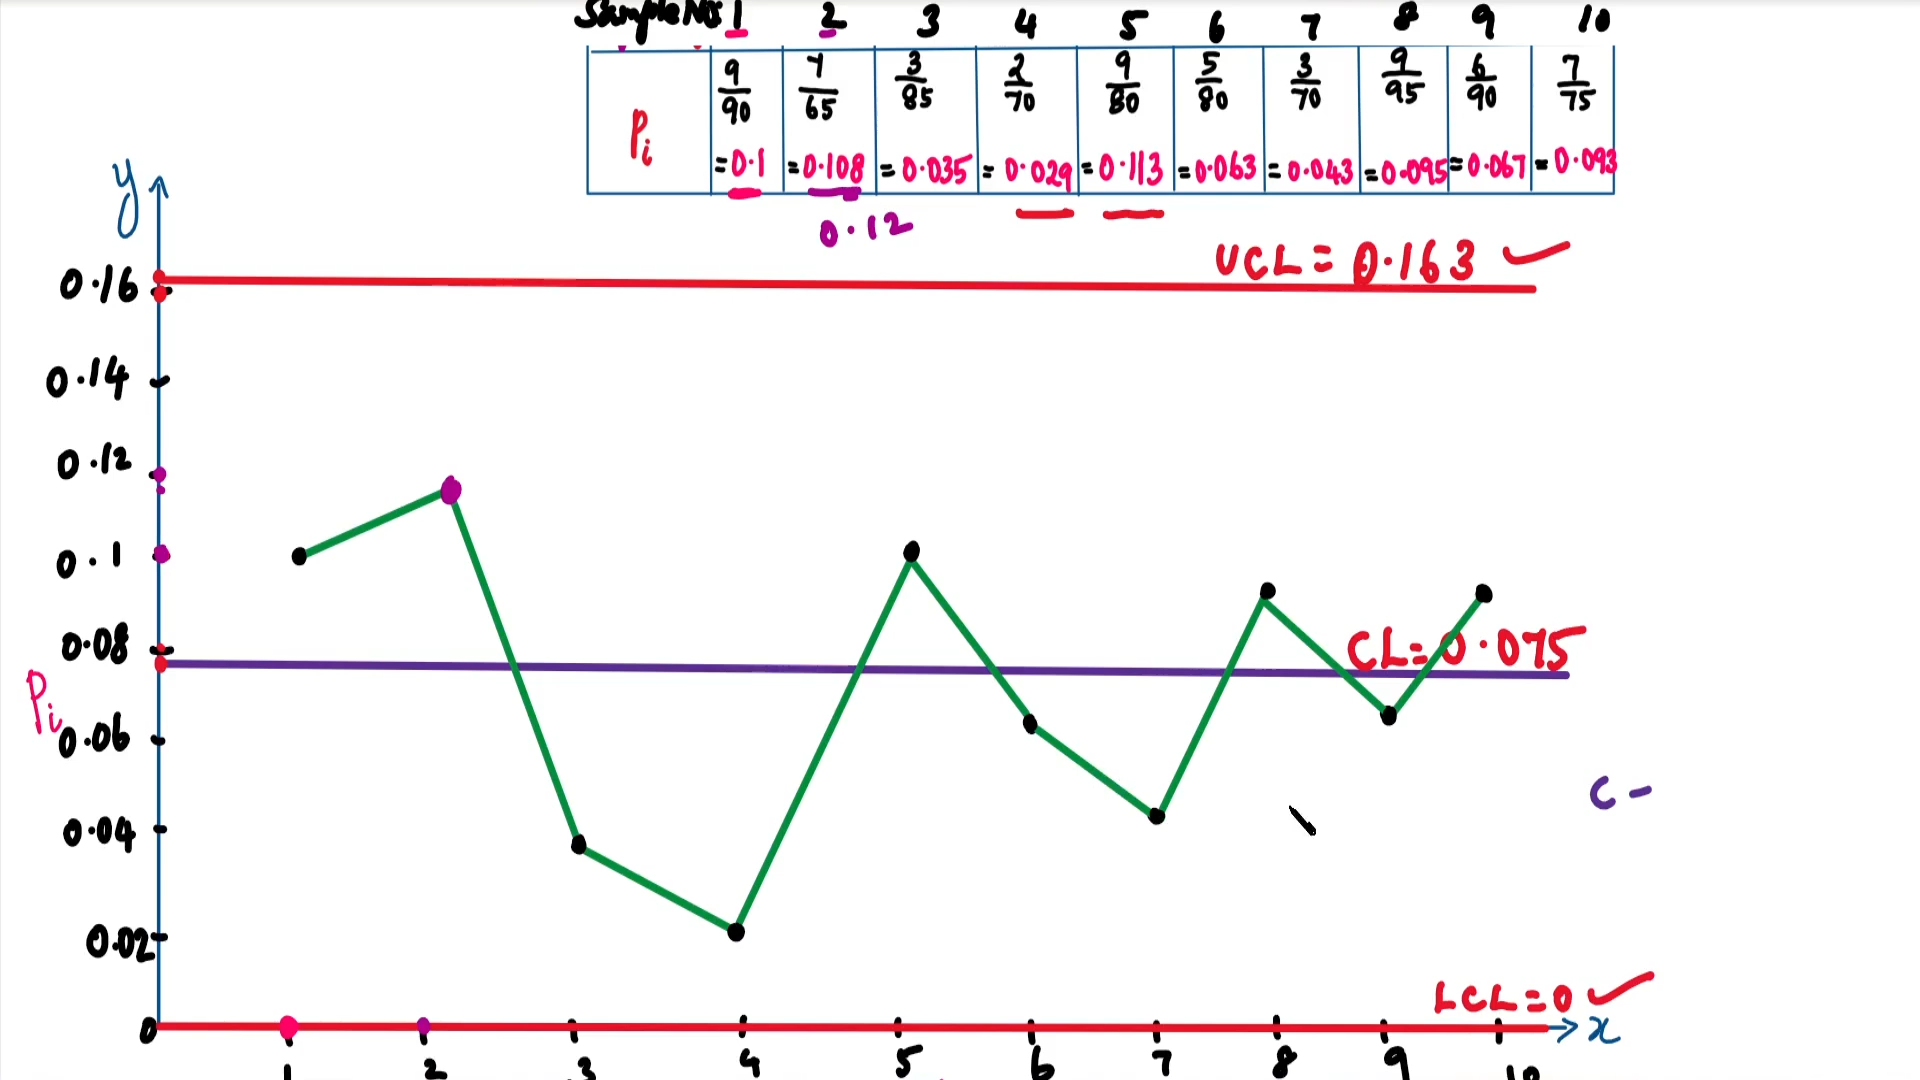 Sample No: 1 2 3 4 5 6 7 8 9 10
Pi 9/90 7/65 3/85 2/70 9/80 5/80 3/70 9/95 6/90 7/75
=0.1 =0.108 =0.035 =0.029 =0.113 =0.063 =0.043 =0.095 =0.067 =0.093
0.12
y
UCL = 0.163
0.16
0.14
0.12
0.1
0.08
CL=0.075
Pi
0.06
C -
0.04
0.02
LCL=0
0
x
1 2 3 4 5 6 7 8 9 10